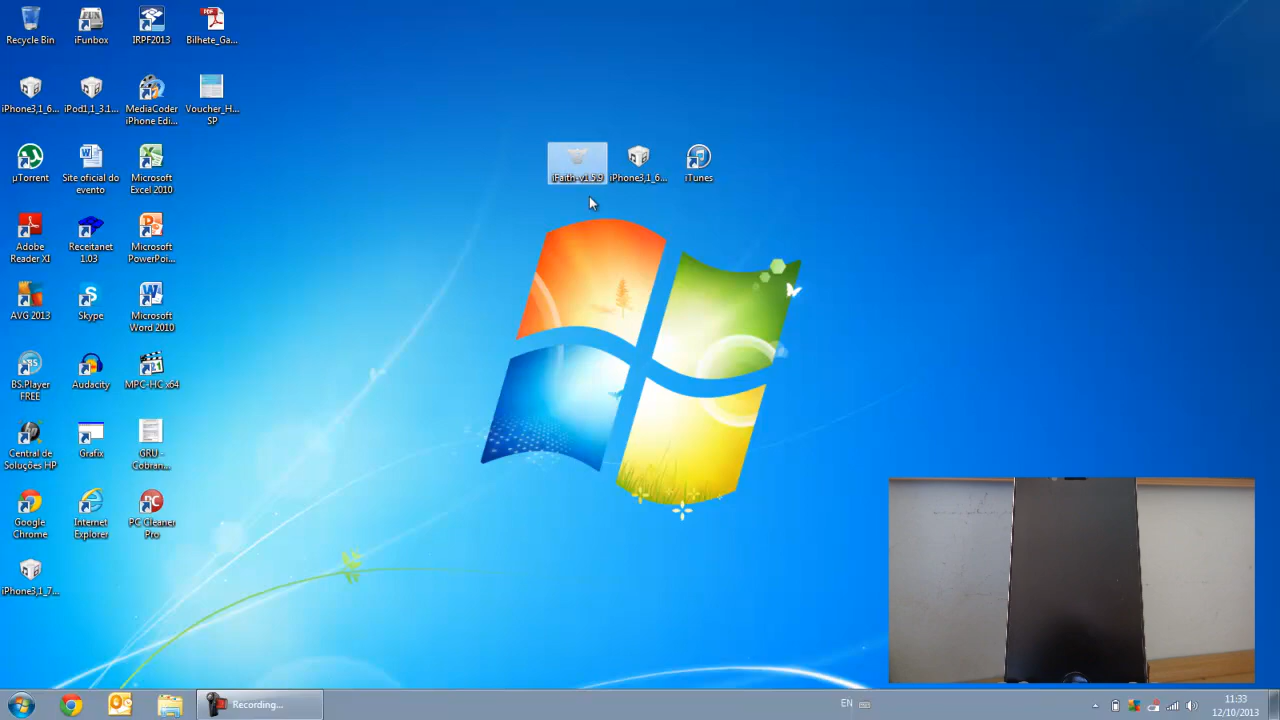 Recycle Bin
iFunbox
IRPF2013
Bilhete_Ga...
iPhone3,1_6...
iPod1,1_3.1...
MediaCoder
iPhone Edi...
Voucher_H...
SP
iFaith-v1.5.9
iPhone3,1_6...
iTunes
µTorrent
Site oficial do
evento
Microsoft
Excel 2010
Adobe
Reader XI
Receitanet
1.03
Microsoft
PowerPoi...
AVG 2013
Skype
Microsoft
Word 2010
BS.Player
FREE
Audacity
MPC-HC x64
Central de
Soluções HP
Grafix
GRU -
Cobran...
Google
Chrome
Internet
Explorer
PC Cleaner
Pro
iPhone3,1_7...
Recording...
EN
11:33
12/10/2013